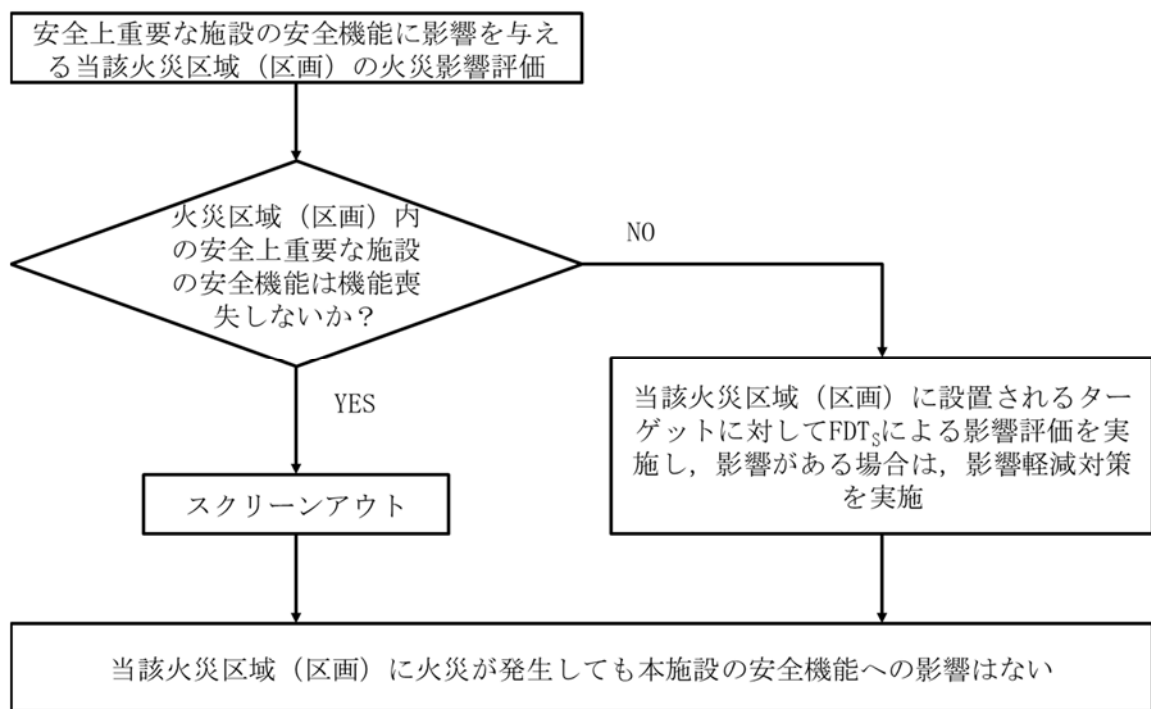 安全上重要な施設の安全機能に影響を与え
る当該火災区域（区画）の火災影響評価
火災区域（区画）内
の安全上重要な施設
の安全機能は機能喪
失しないか？
NO
YES
当該火災区域（区画）に設置されるター
ゲットに対してFDTSによる影響評価を実
施し，影響がある場合は，影響軽減対策
を実施
スクリーンアウト
当該火災区域（区画）に火災が発生しても本施設の安全機能への影響はない